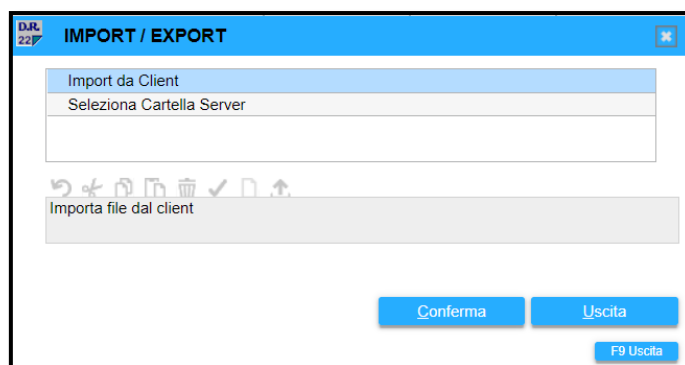 D.R.
22
IMPORT / EXPORT
Import da Client
Seleziona Cartella Server
Importa file dal client
Conferma
Uscita
F9 Uscita